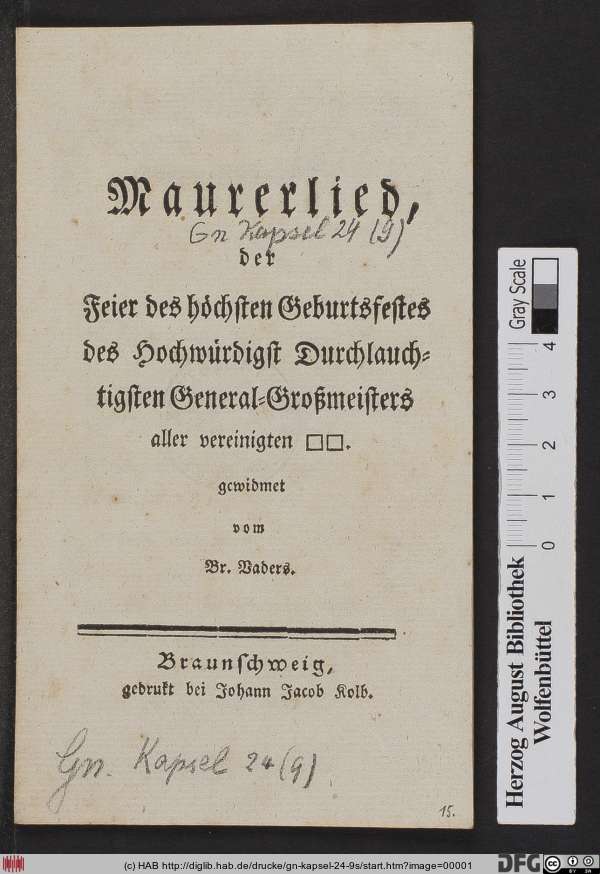 Maurerlied,
Gn Kapsel 24 (9)
der
Feier des höchsten Geburtsfestes
des Hochwürdigst Durchlauch⸗
tigsten General⸗Großmeisters
aller vereinigten □□.
gewidmet
vom
Br. Vaders.
Braunschweig,
gedrukt bei Johann Jacob Kolb.
Gn. Kapsel 24 (9)
15.
Gray Scale
4
3
2
1
0
Herzog August Bibliothek
Wolfenbüttel
(c) HAB http://diglib.hab.de/drucke/gn-kapsel-24-9s/start.htm?image=00001
DFG
cc
BY SA